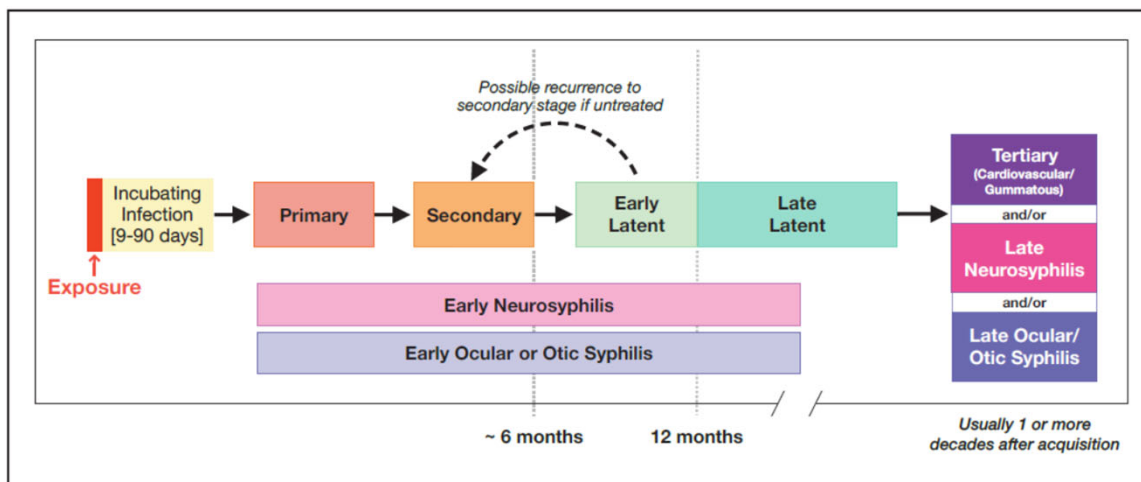 Possible recurrence to
secondary stage if untreated
Incubating
Infection
[9-90 days]
Exposure
Primary
Secondary
Early
Latent
Late
Latent
Tertiary
(Cardiovascular/
Gummatous)
and/or
Late
Neurosyphilis
and/or
Late Ocular/
Otic Syphilis
Early Neurosyphilis
Early Ocular or Otic Syphilis
~ 6 months
12 months
Usually 1 or more
decades after acquisition